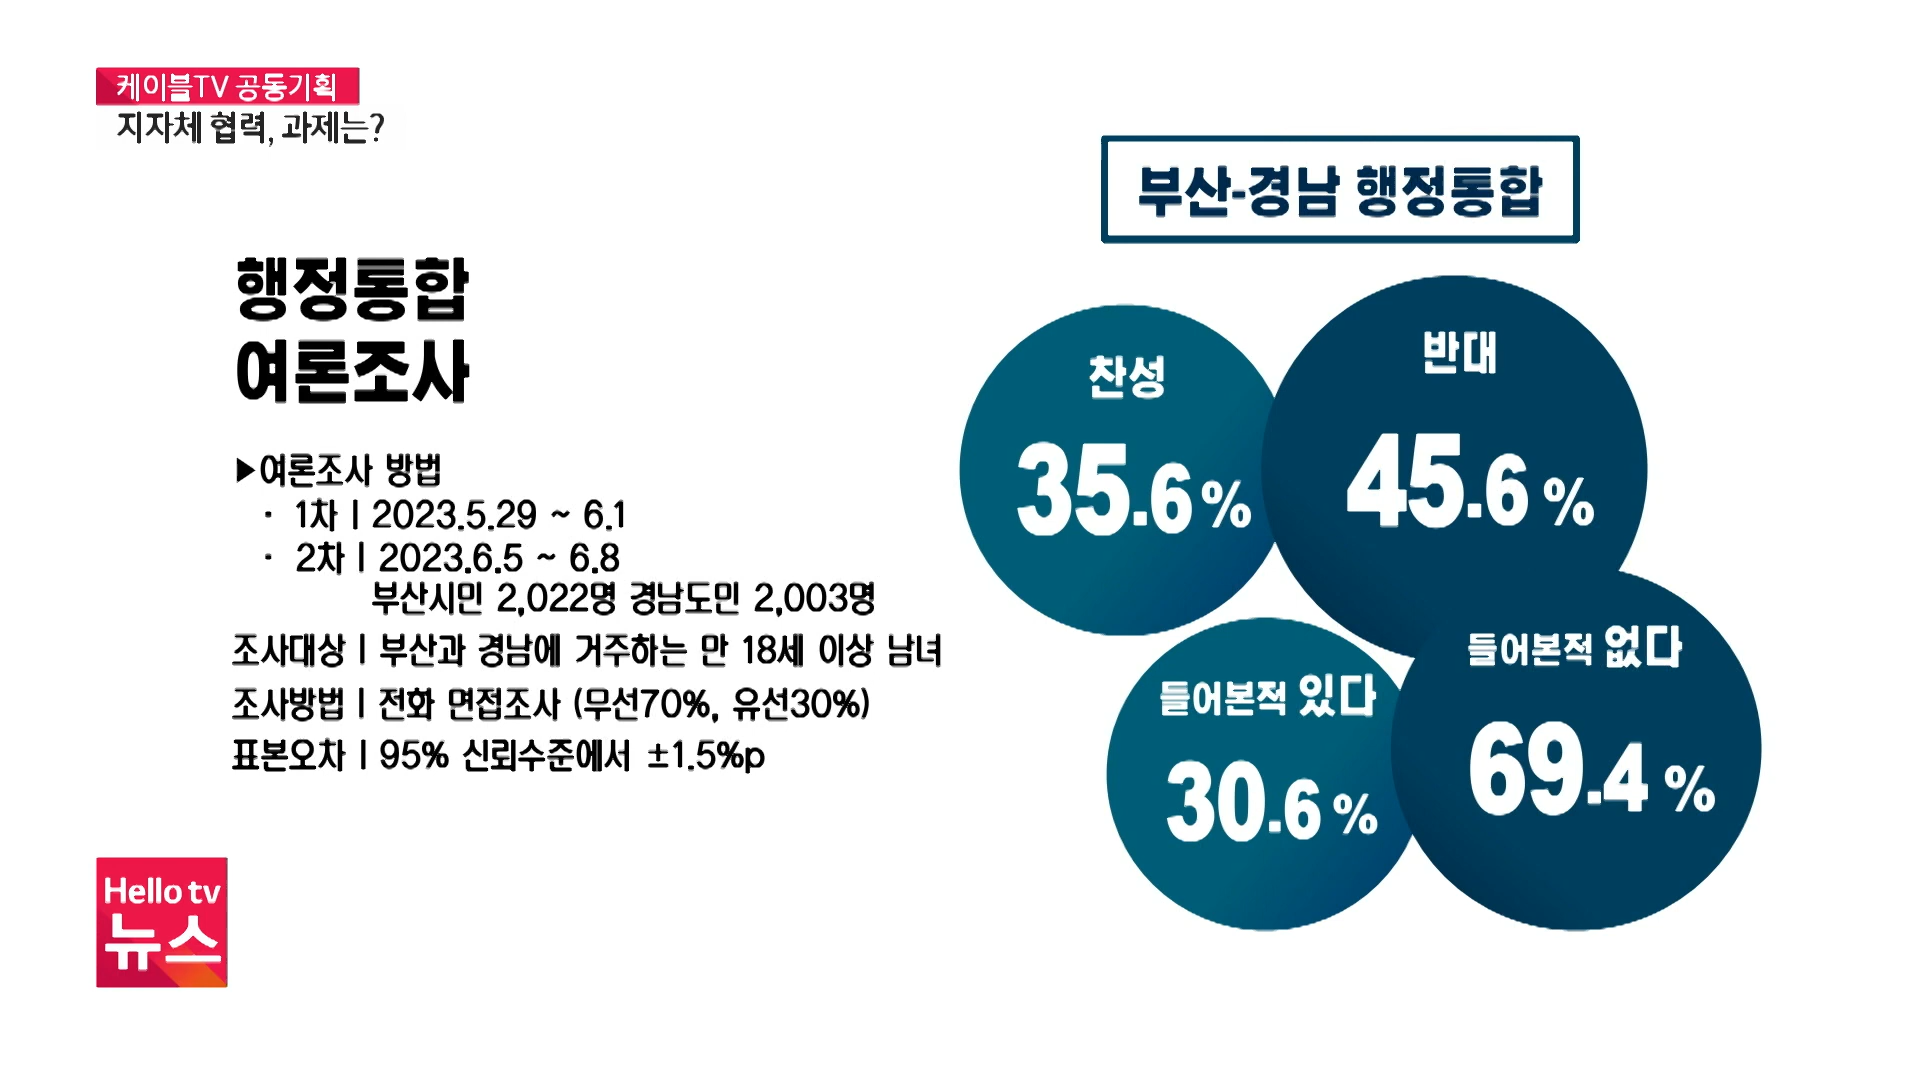 케이블TV 공동기획
지자체 협력, 과제는?
행정통합
여론조사
▶여론조사 방법
· 1차 | 2023.5.29 ~ 6.1
· 2차 | 2023.6.5 ~ 6.8
부산시민 2,022명 경남도민 2,003명
조사대상 | 부산과 경남에 거주하는 만 18세 이상 남녀
조사방법 | 전화 면접조사 (무선70%, 유선30%)
표본오차 | 95% 신뢰수준에서 ±1.5%p
부산-경남 행정통합
찬성
35.6%
반대
45.6%
들어본적 있다
30.6%
들어본적 없다
69.4%
Hello tv
뉴스